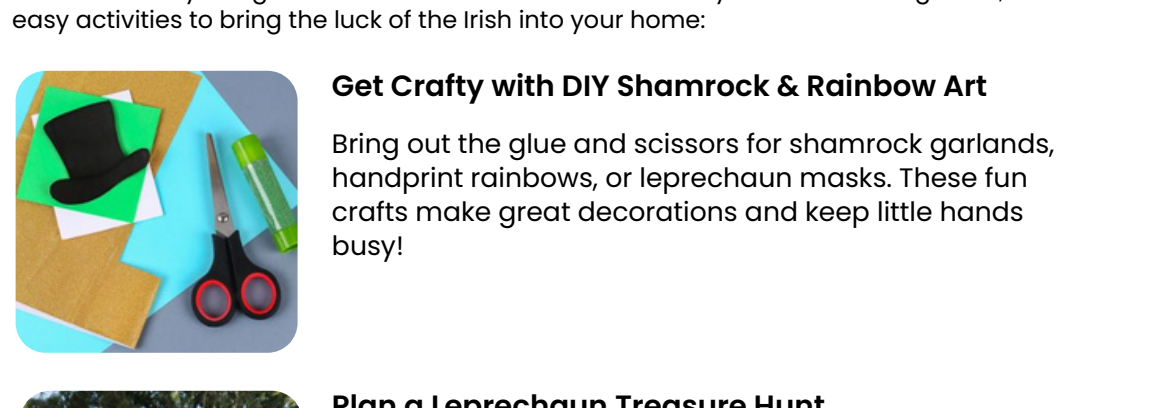 easy activities to bring the luck of the Irish into your home:
Get Crafty with DIY Shamrock & Rainbow Art
Bring out the glue and scissors for shamrock garlands,
handprint rainbows, or leprechaun masks. These fun
crafts make great decorations and keep little hands
busy!
Plan a Leprechaun Treasure Hunt